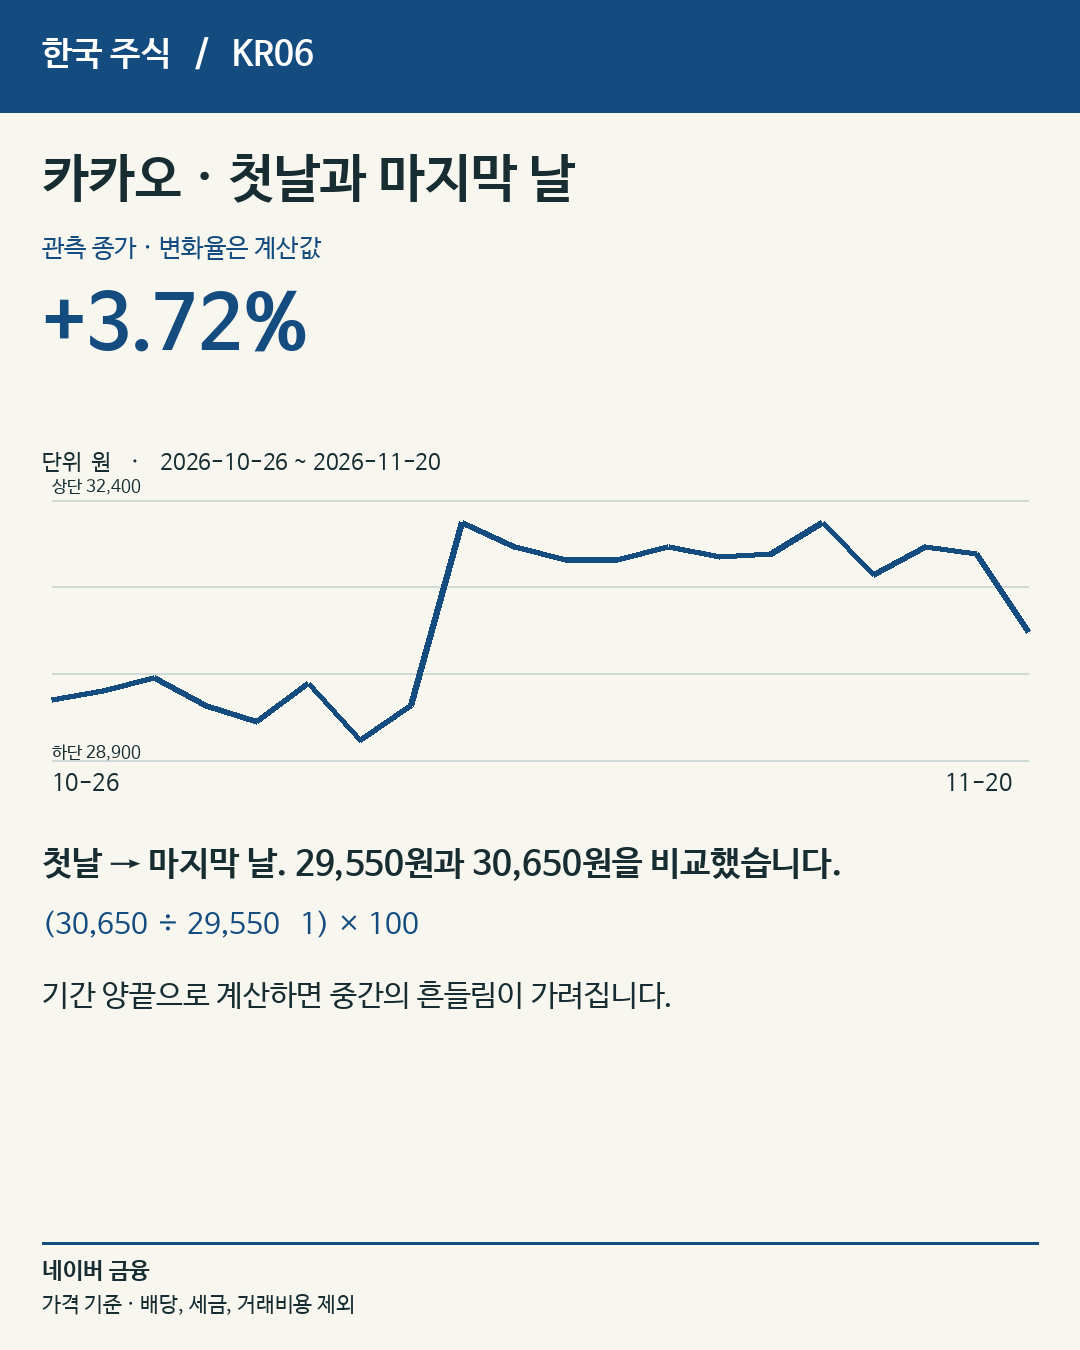 한국 주식 / KR06
카카오 · 첫날과 마지막 날
관측 종가 · 변화율은 계산값
+3.72%
단위 원 · 2026-10-26 ~ 2026-11-20
상단 32,400
하단 28,900
10-26 11-20
첫날 → 마지막 날. 29,550원과 30,650원을 비교했습니다.
(30,650 ÷ 29,550 1) × 100
기간 양끝으로 계산하면 중간의 흔들림이 가려집니다.
네이버 금융
가격 기준 · 배당, 세금, 거래비용 제외